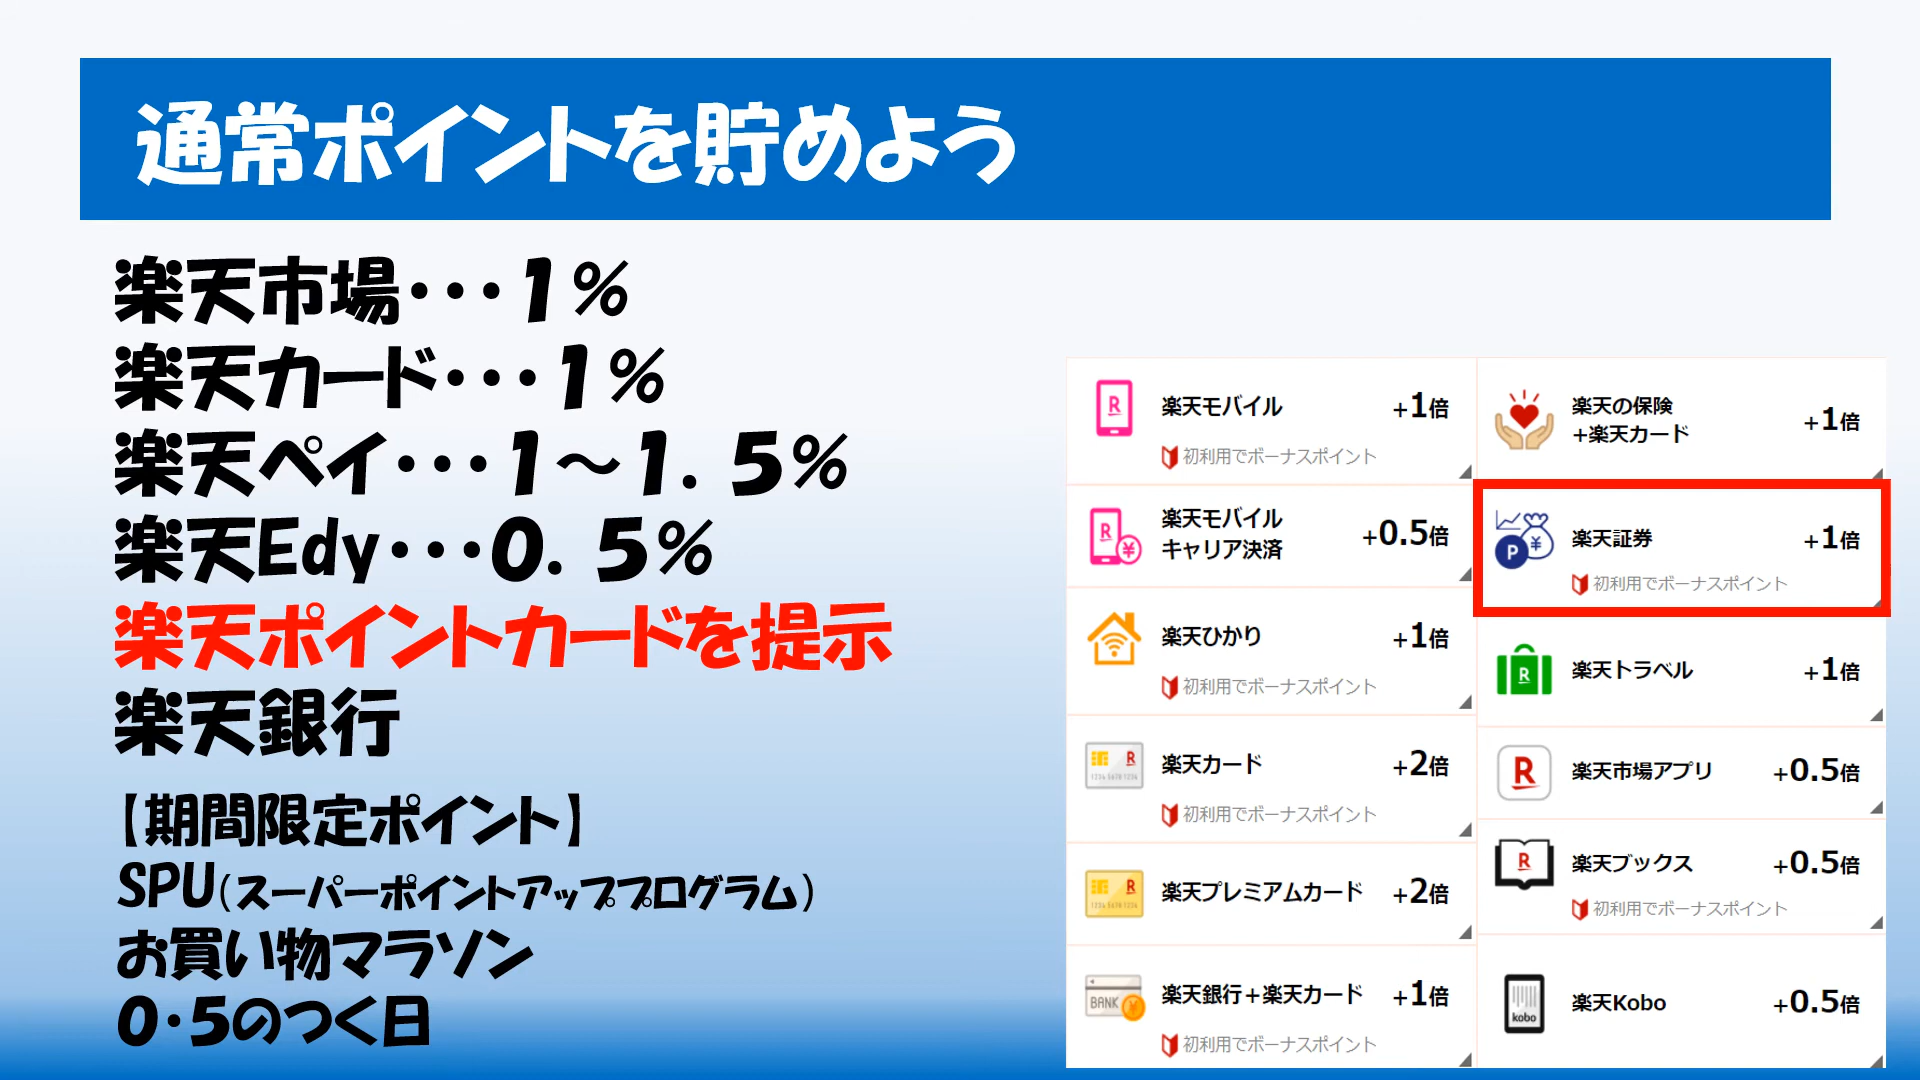 通常ポイントを貯めよう
楽天市場・・・１％
楽天カード・・・１％
楽天ペイ・・・１～１．５％
楽天Edy・・・０．５％
楽天ポイントカードを提示
楽天銀行
【期間限定ポイント】
SPU(スーパーポイントアッププログラム)
お買い物マラソン
０・５のつく日
R
楽天モバイル +1倍
初利用でボーナスポイント
R ¥
楽天モバイル
キャリア決済 +0.5倍
楽天ひかり +1倍
初利用でボーナスポイント
R
1234 5678 1234
楽天カード +2倍
初利用でボーナスポイント
R
1234 5678 1234
楽天プレミアムカード +2倍
BANK ¥
楽天銀行＋楽天カード +1倍
初利用でボーナスポイント
楽天の保険
+楽天カード +1倍
P ¥
楽天証券 +1倍
初利用でボーナスポイント
R
楽天トラベル +1倍
R
楽天市場アプリ +0.5倍
R
楽天ブックス +0.5倍
初利用でボーナスポイント
kobo
楽天Kobo +0.5倍